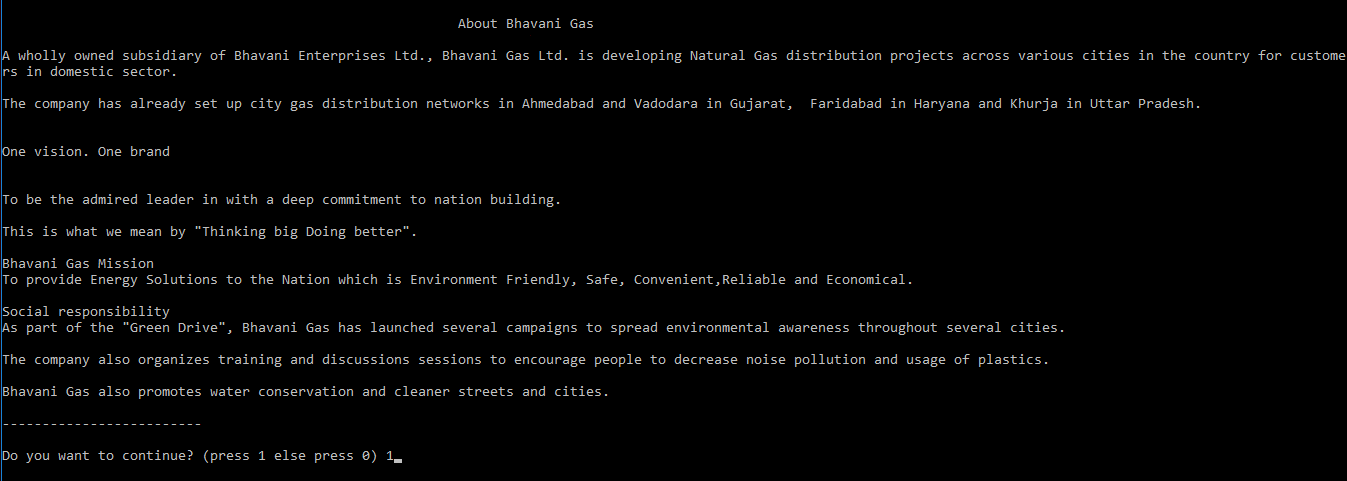 About Bhavani Gas
A wholly owned subsidiary of Bhavani Enterprises Ltd., Bhavani Gas Ltd. is developing Natural Gas distribution projects across various cities in the country for custome
rs in domestic sector.
The company has already set up city gas distribution networks in Ahmedabad and Vadodara in Gujarat,  Faridabad in Haryana and Khurja in Uttar Pradesh.
One vision. One brand
To be the admired leader in with a deep commitment to nation building.
This is what we mean by "Thinking big Doing better".
Bhavani Gas Mission
To provide Energy Solutions to the Nation which is Environment Friendly, Safe, Convenient,Reliable and Economical.
Social responsibility
As part of the "Green Drive", Bhavani Gas has launched several campaigns to spread environmental awareness throughout several cities.
The company also organizes training and discussions sessions to encourage people to decrease noise pollution and usage of plastics.
Bhavani Gas also promotes water conservation and cleaner streets and cities.
-------------------------
Do you want to continue? (press 1 else press 0) 1